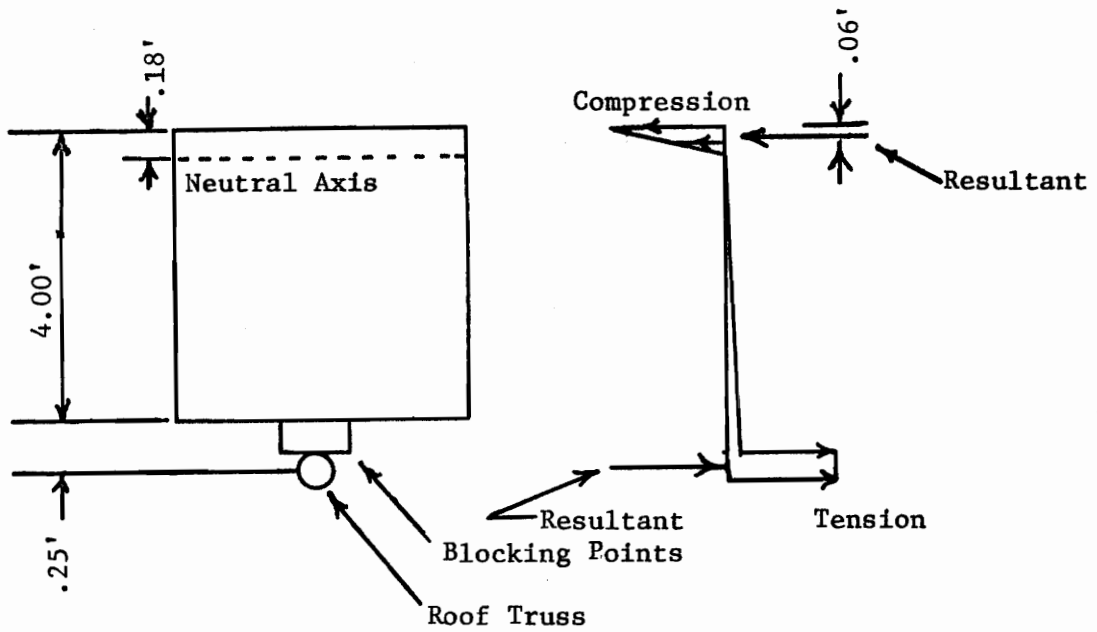 .18'
Compression
.06'
Neutral Axis
Resultant
4.00'
Resultant
Tension
Blocking Points
.25'
Roof Truss